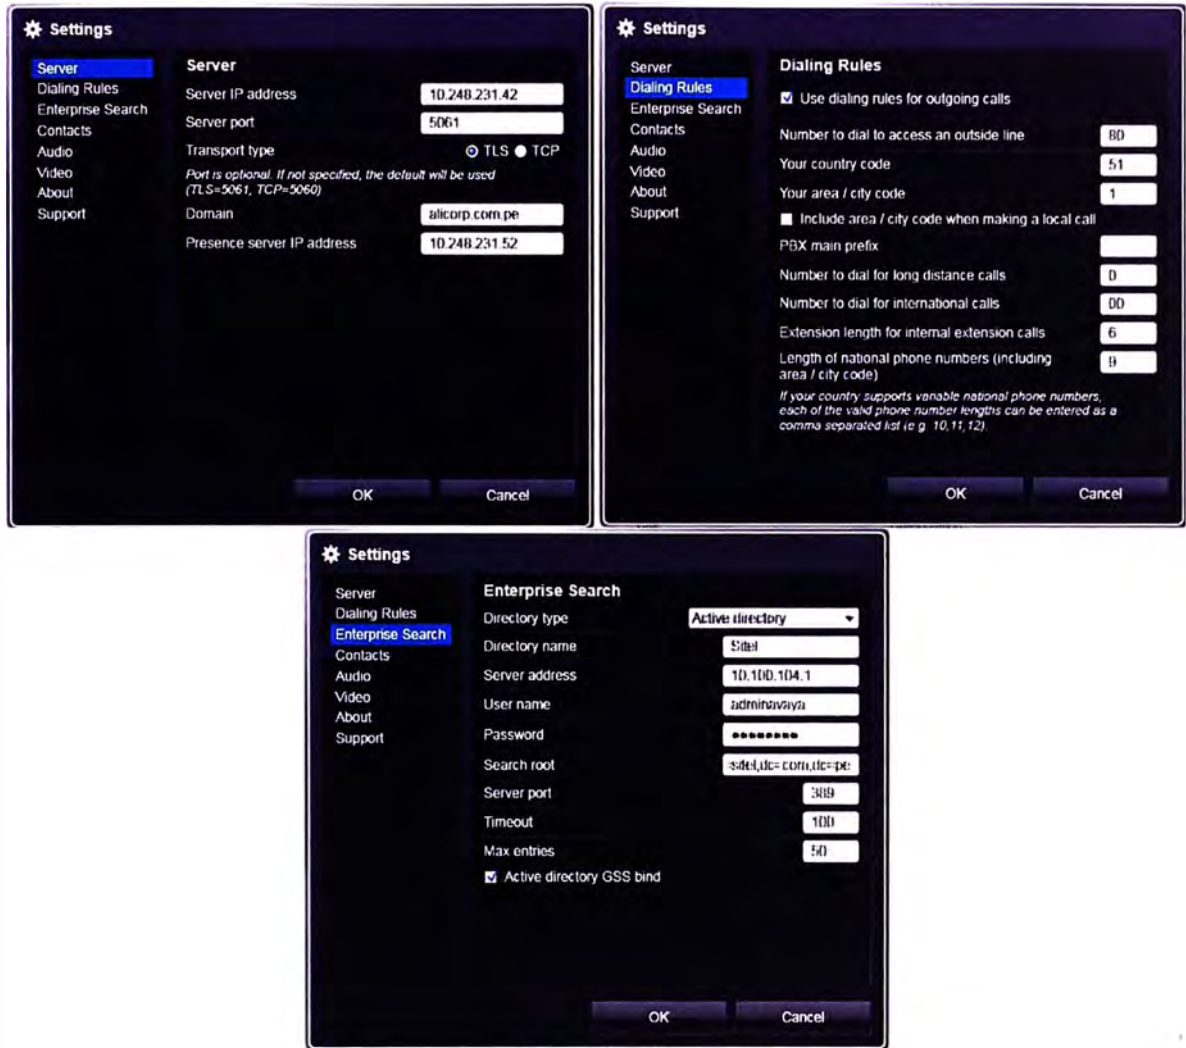 Settings
Server
Dialing Rules
Enterprise Search
Contacts
Audio
Video
About
Support
Server
Server IP address 10.248.231.42
Server port 5061
Transport type TLS TCP
Port is optional. If not specified, the default will be used
(TLS=5061, TCP=5060)
Domain alicorp.com.pe
Presence server IP address 10.248.231.52
OK Cancel
Settings
Server
Dialing Rules
Enterprise Search
Contacts
Audio
Video
About
Support
Dialing Rules
Use dialing rules for outgoing calls
Number to dial to access an outside line 80
Your country code 51
Your area / city code 1
Include area / city code when making a local call
PBX main prefix
Number to dial for long distance calls 0
Number to dial for international calls 00
Extension length for internal extension calls 6
Length of national phone numbers (including
area / city code) 9
If your country supports variable national phone numbers,
each of the valid phone number lengths can be entered as a
comma separated list (e.g. 10,11,12).
OK Cancel
Settings
Server
Dialing Rules
Enterprise Search
Contacts
Audio
Video
About
Support
Enterprise Search
Directory type Active directory
Directory name Sitel
Server address 10.100.104.1
User name adminavaya
Password ••••••••
Search root sitel,dc=com,dc=pe
Server port 389
Timeout 100
Max entries 50
Active directory GSS bind
OK Cancel